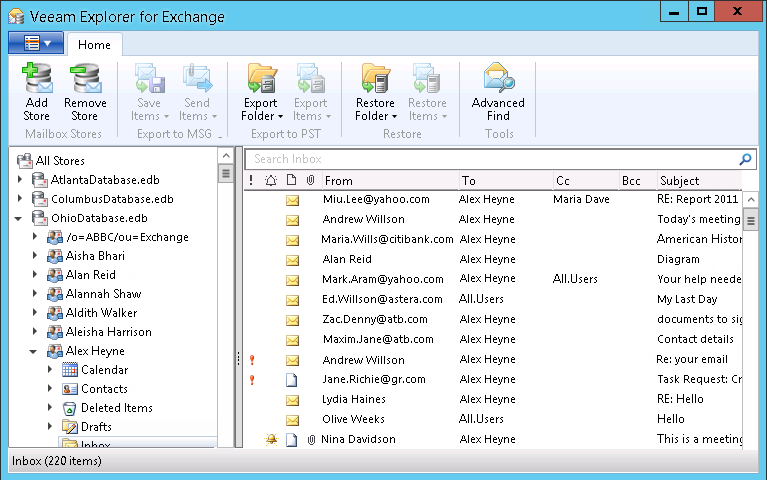 Veeam Explorer for Exchange
Home
Add Store
Remove Store
Save Items
Send Items
Export Folder
Export Items
Restore Folder
Restore Items
Advanced Find
Mailbox Stores
Export to MSG
Export to PST
Restore
Tools
All Stores
AtlantaDatabase.edb
ColumbusDatabase.edb
OhioDatabase.edb
/o=ABBC/ou=Exchange
Aisha Bhari
Alan Reid
Alannah Shaw
Aldith Walker
Aleisha Harrison
Alex Heyne
Calendar
Contacts
Deleted Items
Drafts
Inbox
Search Inbox
! From To Cc Bcc Subject
Miu.Lee@yahoo.com Alex Heyne Maria Dave RE: Report 2011
Andrew Willson Alex Heyne Today's meeting
Maria.Wills@citibank.com Alex Heyne American Histor
Alan Reid Alex Heyne Diagram
Mark.Aram@yahoo.com Alex Heyne All.Users Your help neede
Ed.Willson@astera.com All.Users My Last Day
Zac.Denny@atb.com Alex Heyne documents to sig
Maxim.Jane@atb.com Alex Heyne Contact details
! Andrew Willson Alex Heyne Re: your email
! Jane.Richie@gr.com Alex Heyne Task Request: Cr
Lydia Haines Alex Heyne RE: Hello
Olive Weeks All.Users Hello
Nina Davidson Alex Heyne This is a meeting
Inbox (220 items)